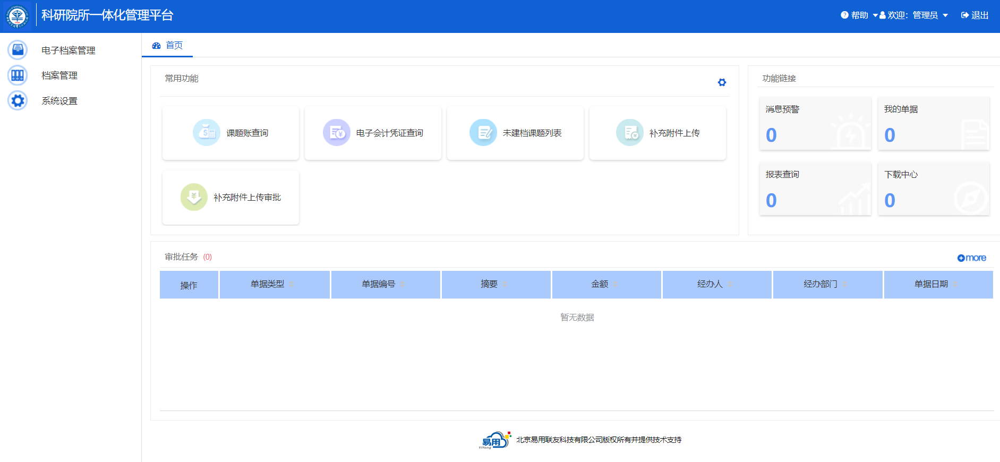 科研院所一体化管理平台
帮助 欢迎：管理员 退出
电子档案管理
档案管理
系统设置
首页
常用功能
课题账查询
电子会计凭证查询
未建档课题列表
补充附件上传
补充附件上传审批
功能链接
消息预警
0
我的单据
0
报表查询
0
下载中心
0
审批任务 (0)
more
操作 单据类型 单据编号 摘要 金额 经办人 经办部门 单据日期
暂无数据
易用
YiYong
北京易用联友科技有限公司版权所有并提供技术支持